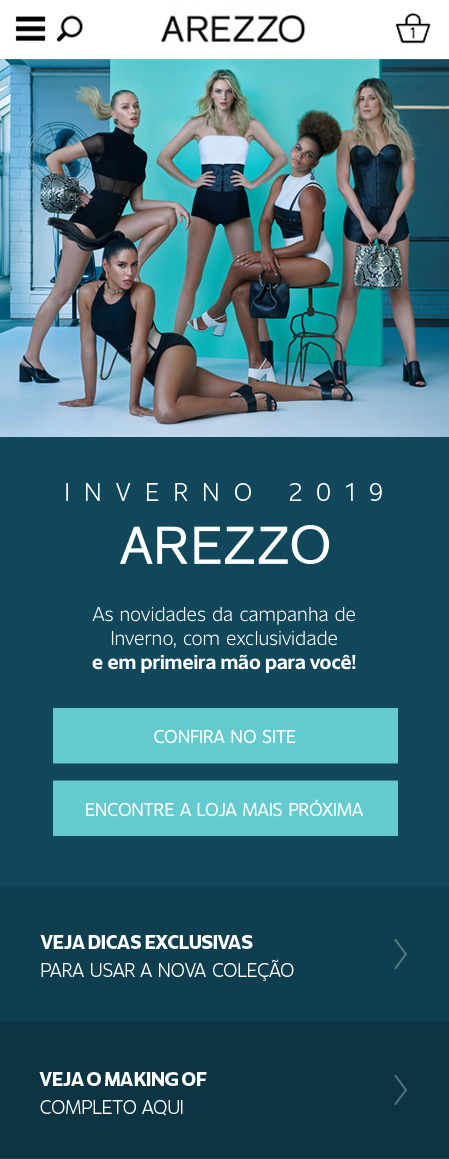 AREZZO
1
INVERNO 2019
AREZZO
As novidades da campanha de
Inverno, com exclusividade
e em primeira mão para você!
CONFIRA NO SITE
ENCONTRE A LOJA MAIS PRÓXIMA
VEJA DICAS EXCLUSIVAS
PARA USAR A NOVA COLEÇÃO
VEJA O MAKING OF
COMPLETO AQUI